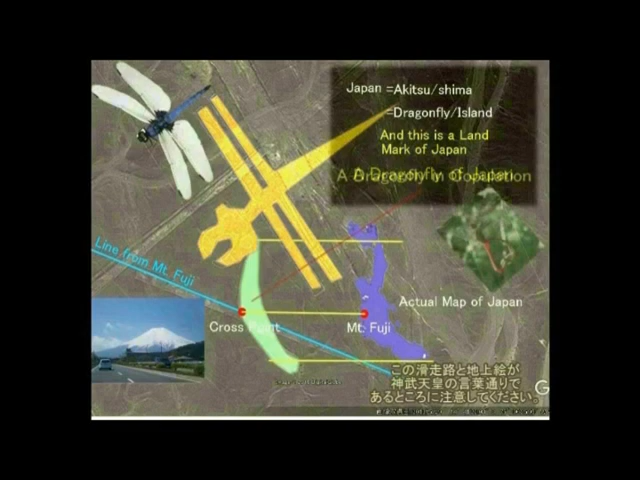 Japan =Akitsu/shima
=Dragonfly/Island
And this is a Land
Mark of Japan
Line from Mt. Fuji
Actual Map of Japan
Cross Point
Mt. Fuji
この滑走路と地上絵が
神武天皇の言葉通りで
あるところに注意してください。
G